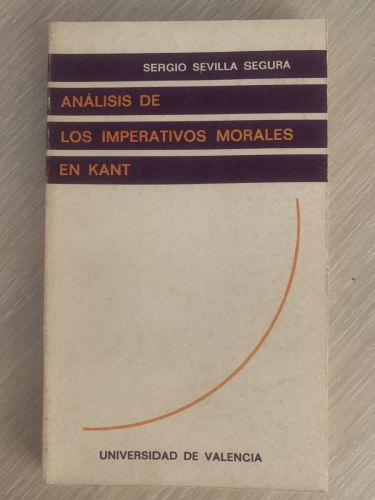 SERGIO SEVILLA SEGURA
ANÁLISIS DE
LOS IMPERATIVOS MORALES
EN KANT
UNIVERSIDAD DE VALENCIA